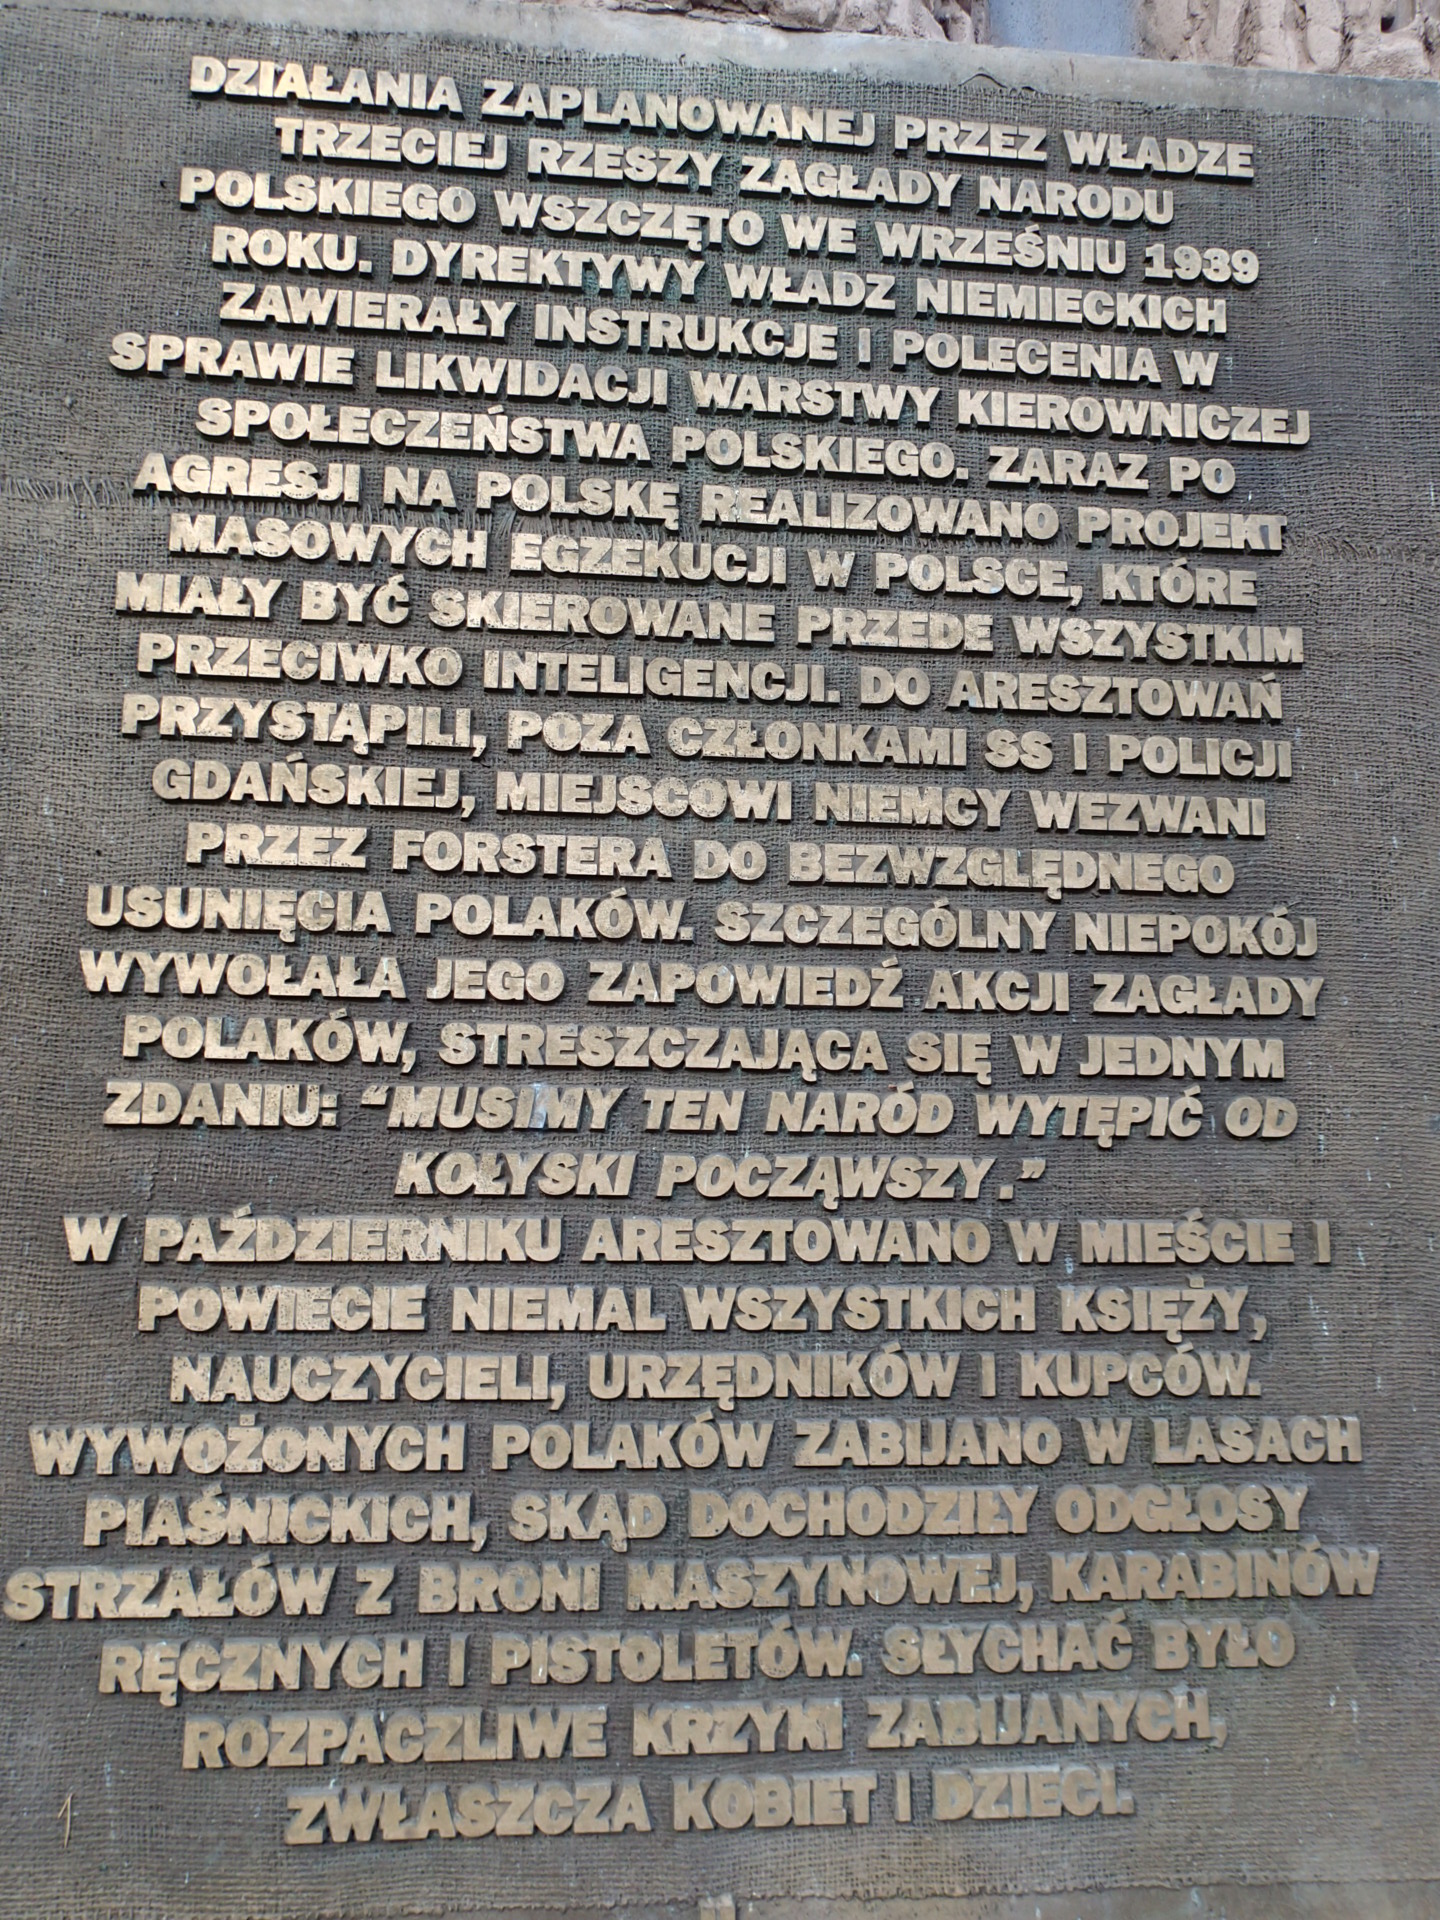 DZIAŁANIA ZAPLANOWANEJ PRZEZ WŁADZE
TRZECIEJ RZESZY ZAGŁADY NARODU
POLSKIEGO WSZCZĘTO WE WRZEŚNIU 1939
ROKU. DYREKTYWY WŁADZ NIEMIECKICH
ZAWIERAŁY INSTRUKCJE I POLECENIA W
SPRAWIE LIKWIDACJI WARSTWY KIEROWNICZEJ
SPOŁECZEŃSTWA POLSKIEGO. ZARAZ PO
AGRESJI NA POLSKĘ REALIZOWANO PROJEKT
MASOWYCH EGZEKUCJI W POLSCE, KTÓRE
MIAŁY BYĆ SKIEROWANE PRZEDE WSZYSTKIM
PRZECIWKO INTELIGENCJI. DO ARESZTOWAŃ
PRZYSTĄPILI, POZA CZŁONKAMI SS I POLICJI
GDAŃSKIEJ, MIEJSCOWI NIEMCY WEZWANI
PRZEZ FORSTERA DO BEZWZGLĘDNEGO
USUNIĘCIA POLAKÓW. SZCZEGÓLNY NIEPOKÓJ
WYWOŁAŁA JEGO ZAPOWIEDŹ AKCJI ZAGŁADY
POLAKÓW, STRESZCZAJĄCA SIĘ W JEDNYM
ZDANIU: “MUSIMY TEN NARÓD WYTĘPIĆ OD
KOŁYSKI POCZĄWSZY.”
W PAŹDZIERNIKU ARESZTOWANO W MIEŚCIE I
POWIECIE NIEMAL WSZYSTKICH KSIĘŻY,
NAUCZYCIELI, URZĘDNIKÓW I KUPCÓW.
WYWOŻONYCH POLAKÓW ZABIJANO W LASACH
PIAŚNICKICH, SKĄD DOCHODZIŁY ODGŁOSY
STRZAŁÓW Z BRONI MASZYNOWEJ, KARABINÓW
RĘCZNYCH I PISTOLETÓW. SŁYCHAĆ BYŁO
ROZPACZLIWE KRZYKI ZABIJANYCH,
ZWŁASZCZA KOBIET I DZIECI.